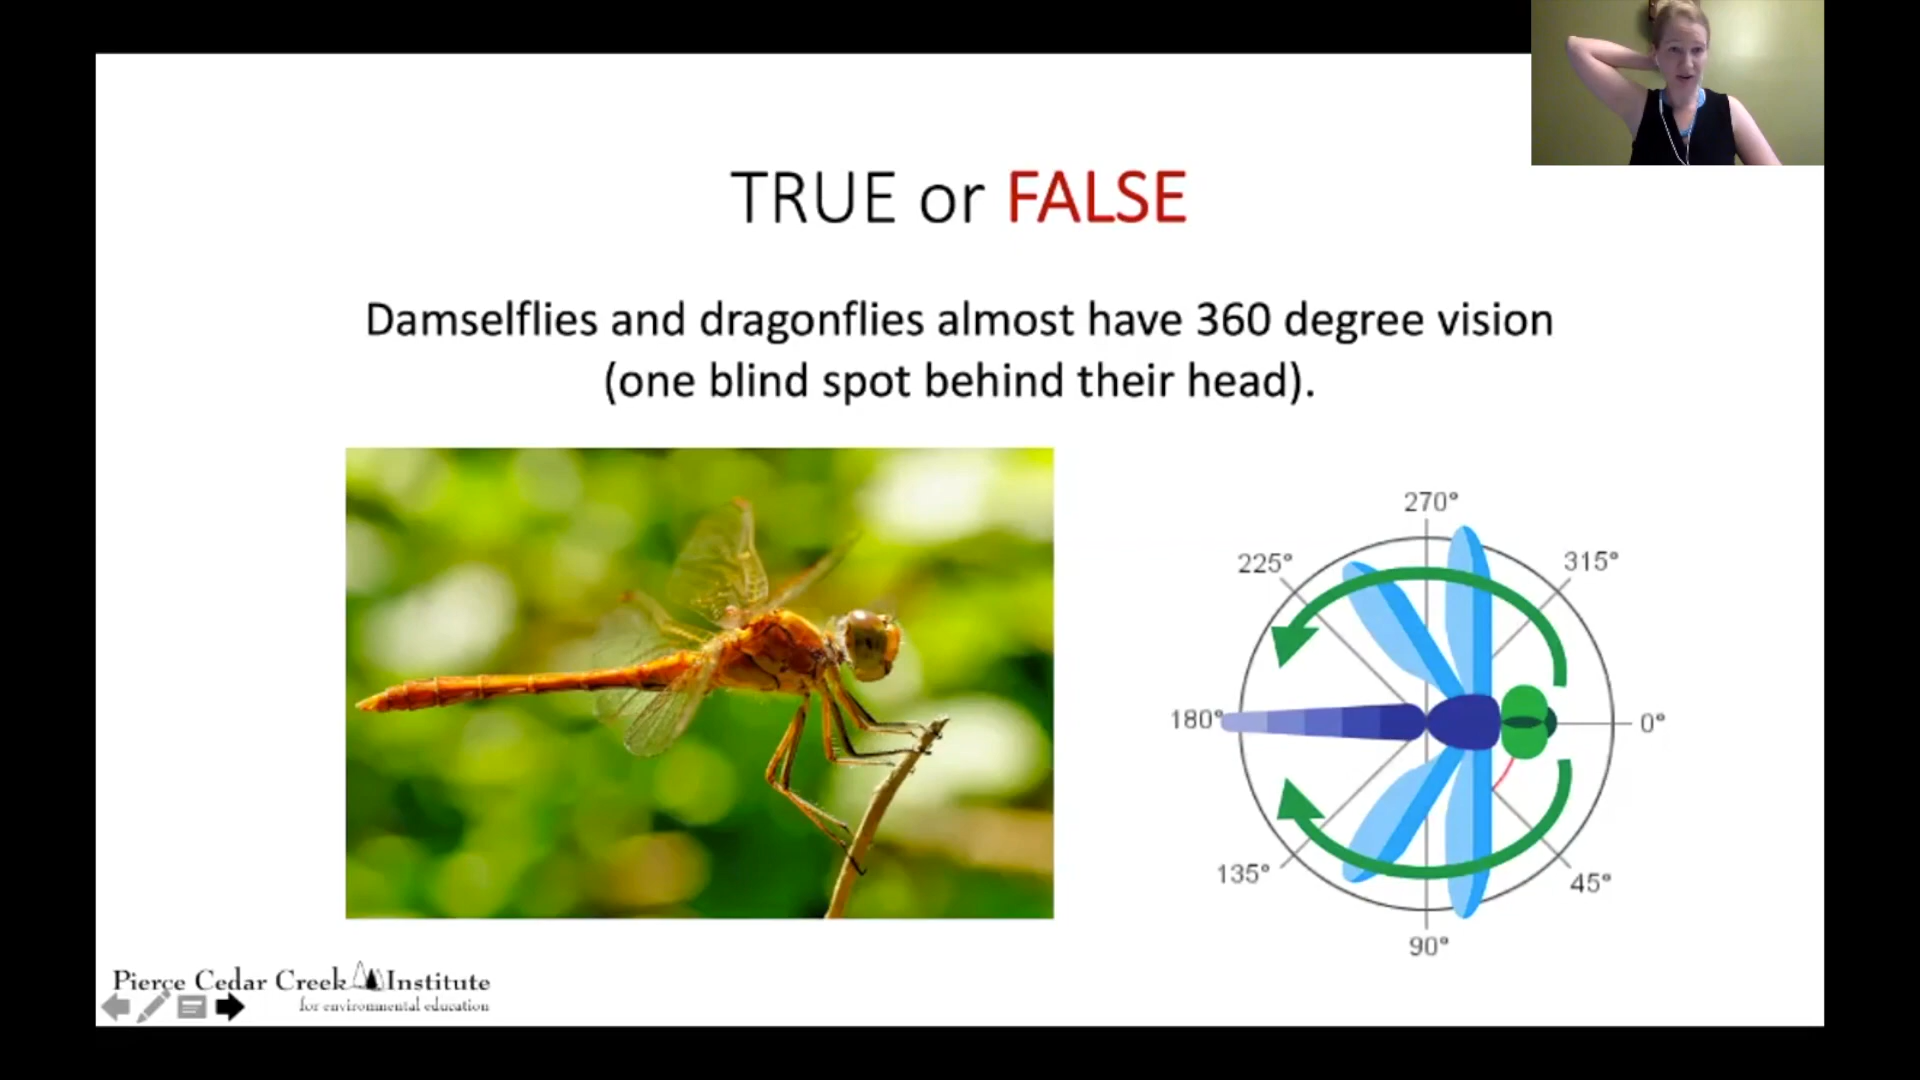 TRUE or FALSE
Damselflies and dragonflies almost have 360 degree vision
(one blind spot behind their head).
270°
225°
315°
180°
0°
135°
45°
90°
Pierce Cedar Creek Institute
for environmental education